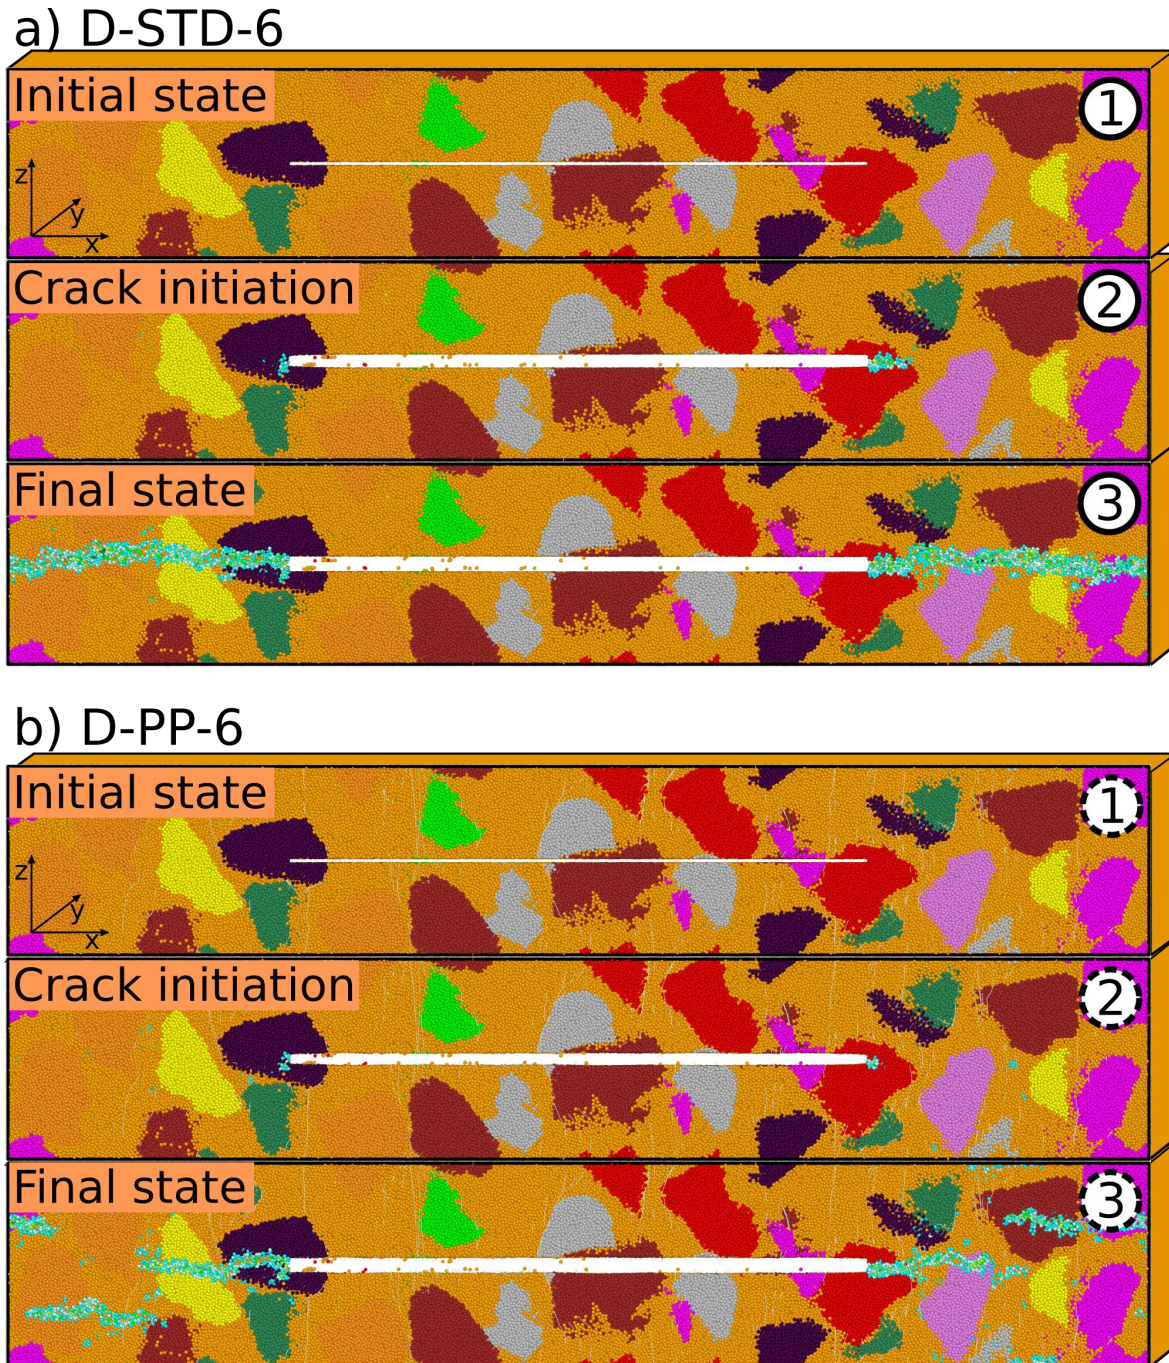 a) D-STD-6
Initial state
1
z
y
x
Crack initiation
2
Final state
3
b) D-PP-6
Initial state
1
z
y
x
Crack initiation
2
Final state
3